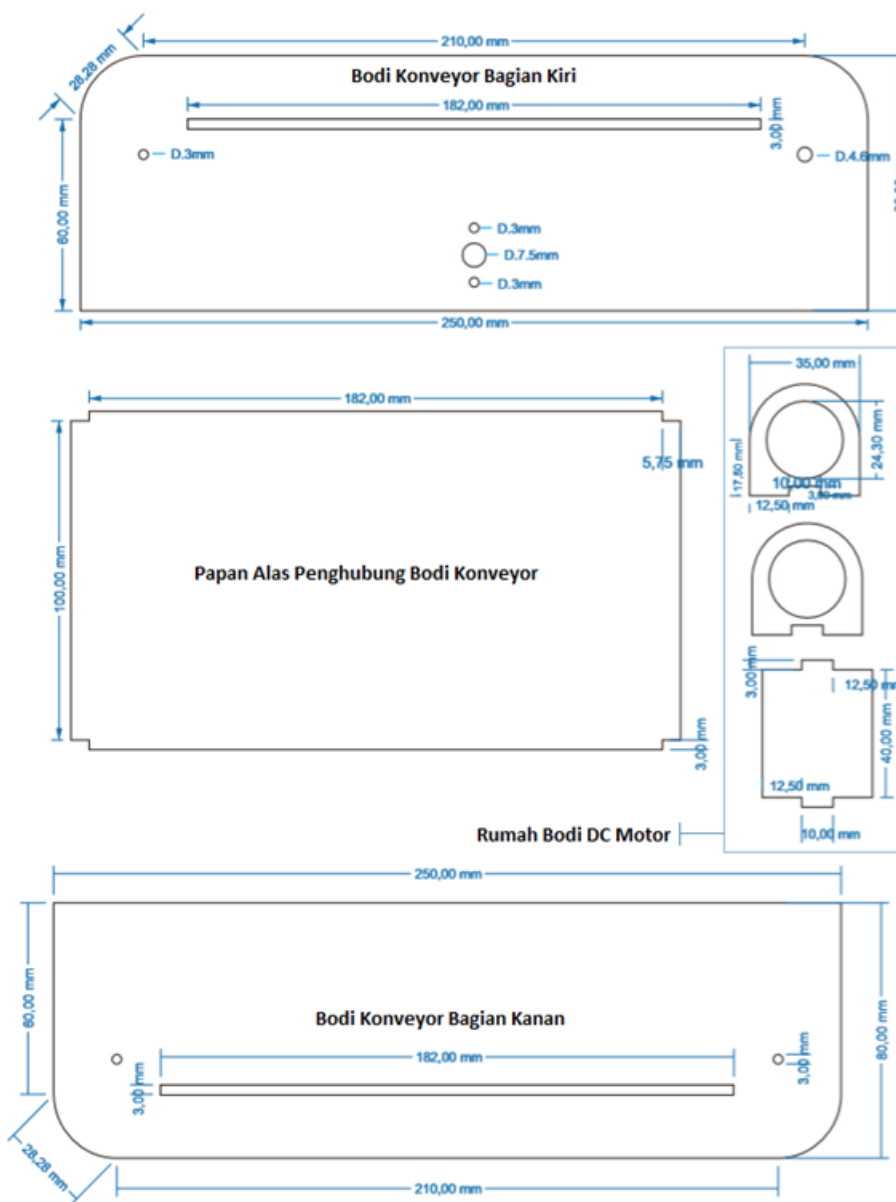 210,00 mm
28,28 mm
Bodi Konveyor Bagian Kiri
182,00 mm
3,00 mm
D.3mm
D.4.6mm
60,00 mm
D.3mm
D.7.5mm
D.3mm
250,00 mm
35,00 mm
182,00 mm
24,30 mm
5,75 mm
17,50 mm
10,00 mm
12,50 mm
Papan Alas Penghubung Bodi Konveyor
100,00 mm
3,00 mm
12,50 mm
40,00 mm
3,00 mm
12,50 mm
10,00 mm
Rumah Bodi DC Motor
250,00 mm
60,00 mm
80,00 mm
Bodi Konveyor Bagian Kanan
182,00 mm
3,00 mm
3,00 mm
28,28 mm
210,00 mm